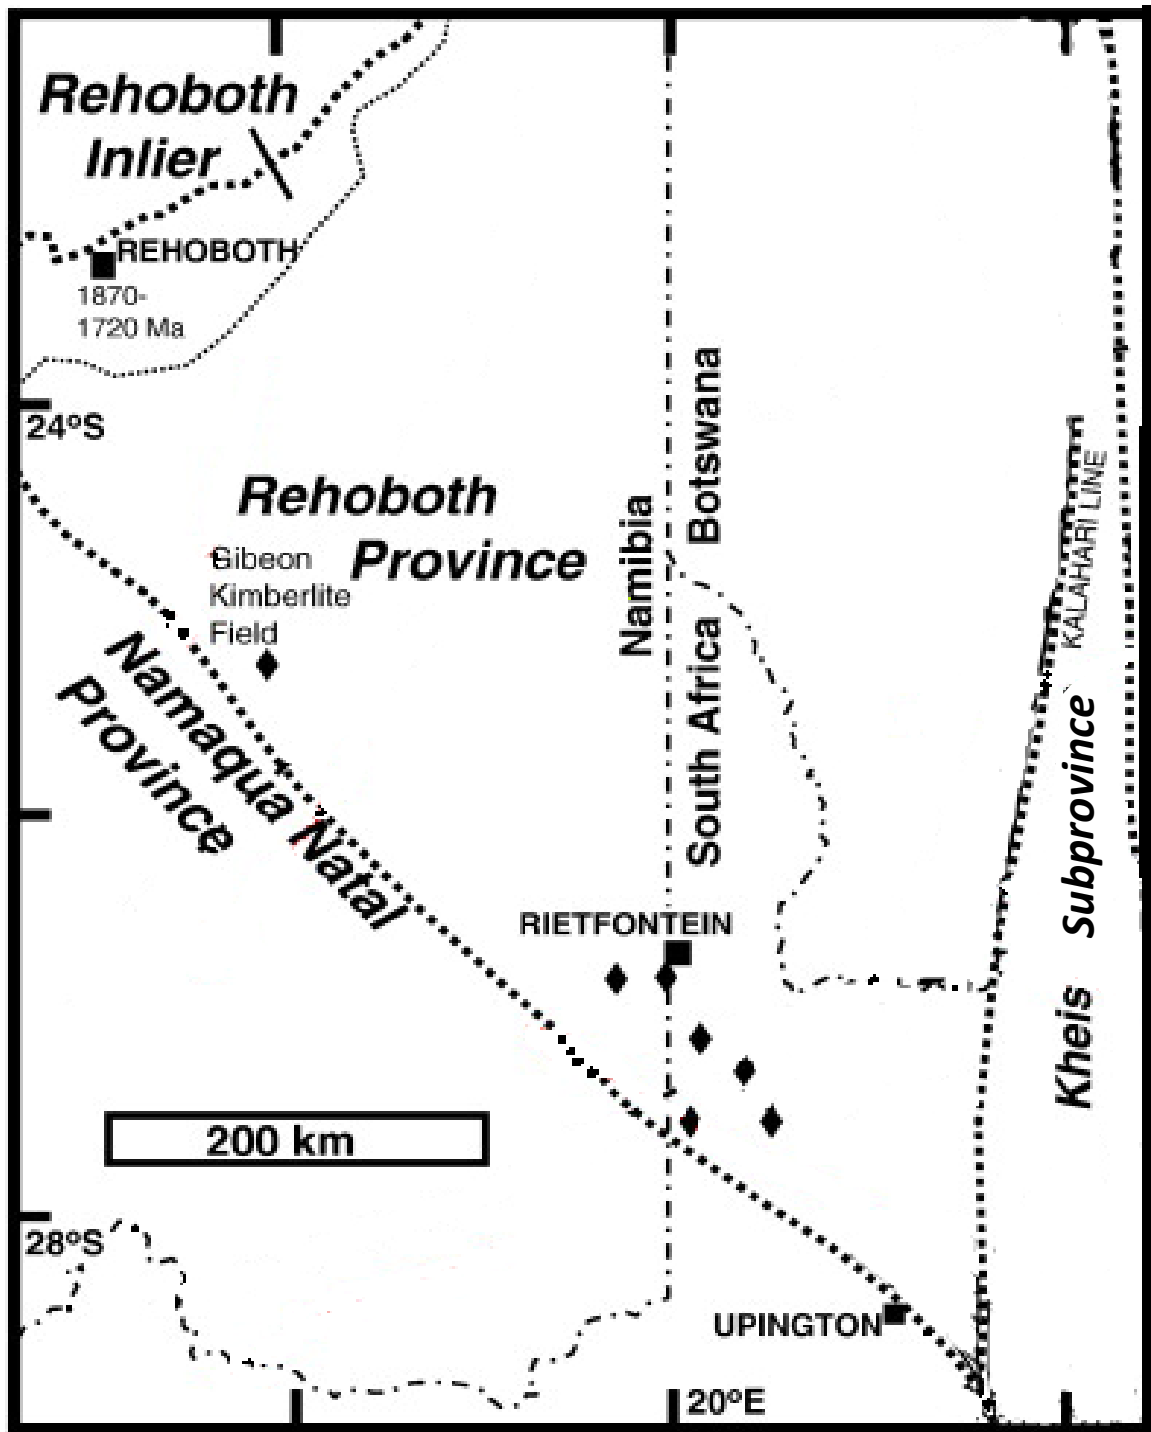 Rehoboth
Inlier
REHOBOTH
1870-
1720 Ma
24ºS
Rehoboth
Province
Gibeon
Kimberlite
Field
Namibia
Botswana
South Africa
KALAHARI LINE
Kheis Subprovince
Namaqua Natal
Province
RIETFONTEIN
200 km
28ºS
UPINGTON
20ºE